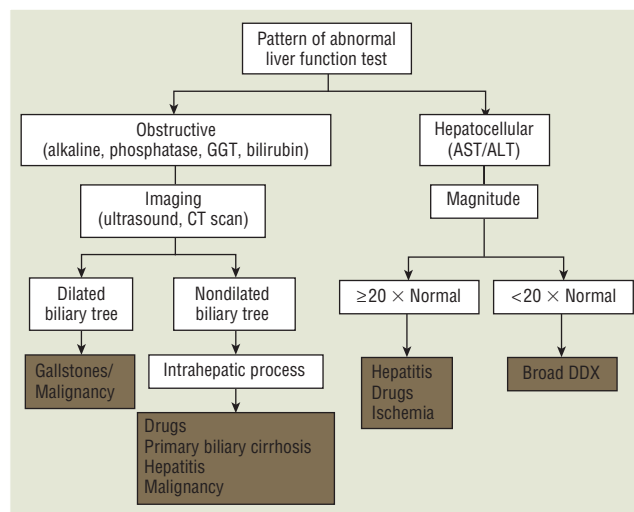 Pattern of abnormal
liver function test
Obstructive
(alkaline, phosphatase, GGT, bilirubin)
Hepatocellular
(AST/ALT)
Imaging
(ultrasound, CT scan)
Magnitude
Dilated
biliary tree
Nondilated
biliary tree
≥20 × Normal
<20 × Normal
Gallstones/
Malignancy
Intrahepatic process
Hepatitis
Drugs
Ischemia
Broad DDX
Drugs
Primary biliary cirrhosis
Hepatitis
Malignancy